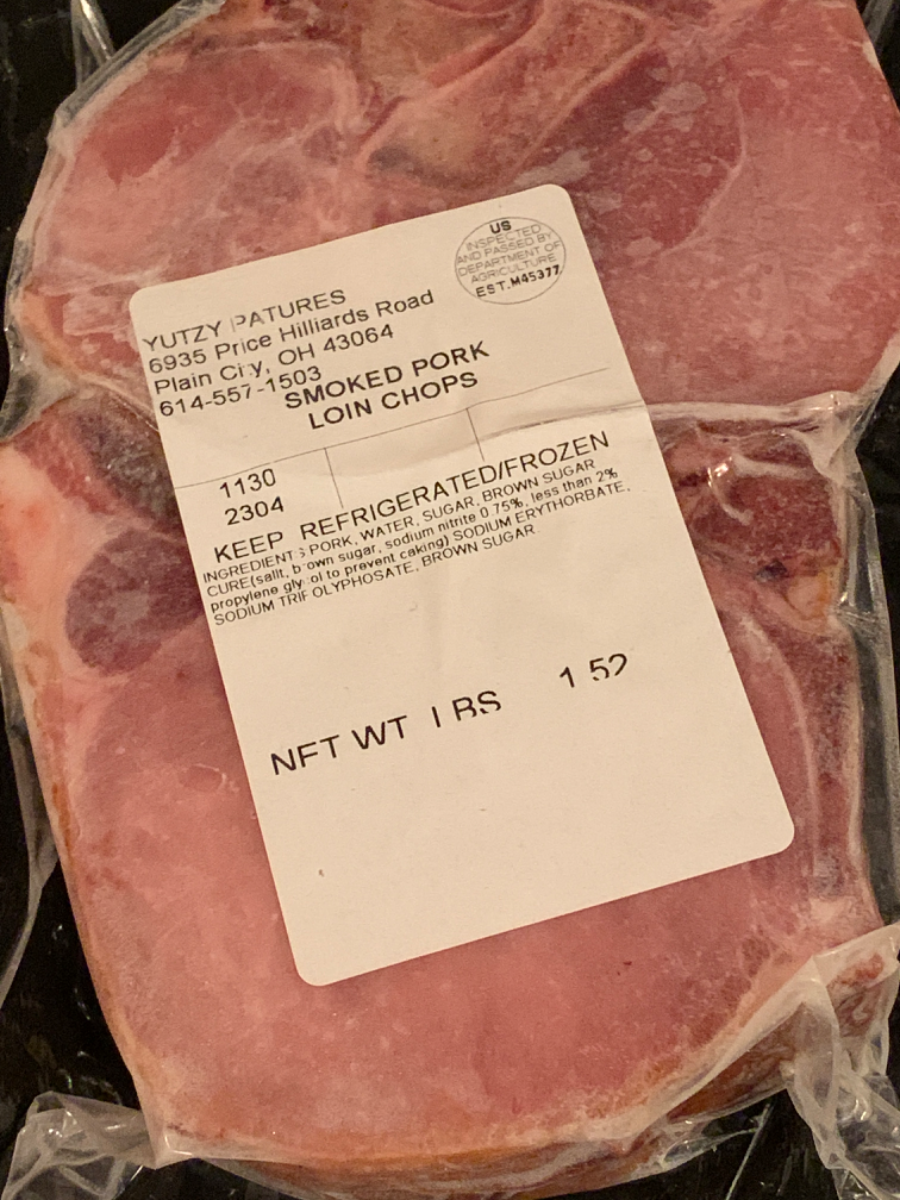 US
INSPECTED
AND PASSED BY
DEPARTMENT OF
AGRICULTURE
EST.M45377
YUTZY PATURES
6935 Price Hilliards Road
Plain City, OH 43064
614-557-1503
SMOKED PORK
LOIN CHOPS
1130
2304
KEEP REFRIGERATED/FROZEN
INGREDIENTS: PORK, WATER, SUGAR, BROWN SUGAR
CURE(sallt, brown sugar, sodium nitrite 0.75%, less than 2%
propylene glycol to prevent caking) SODIUM ERYTHORBATE,
SODIUM TRIFOLYPHOSATE, BROWN SUGAR.
NET WT LBS 1.52